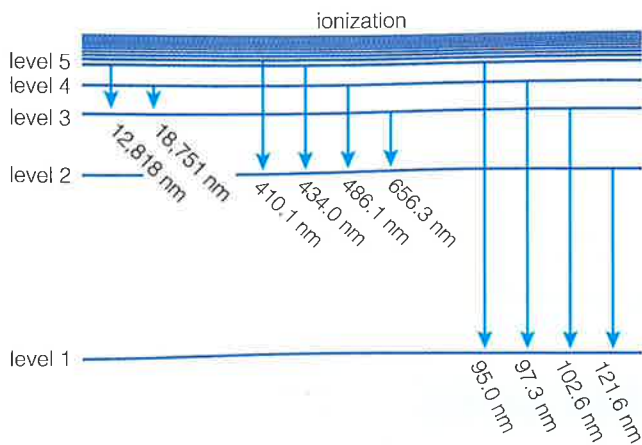 ionization
level 5
level 4
level 3
level 2
level 1
12,818 nm
18,751 nm
410.1 nm
434.0 nm
486.1 nm
656.3 nm
95.0 nm
97.3 nm
102.6 nm
121.6 nm